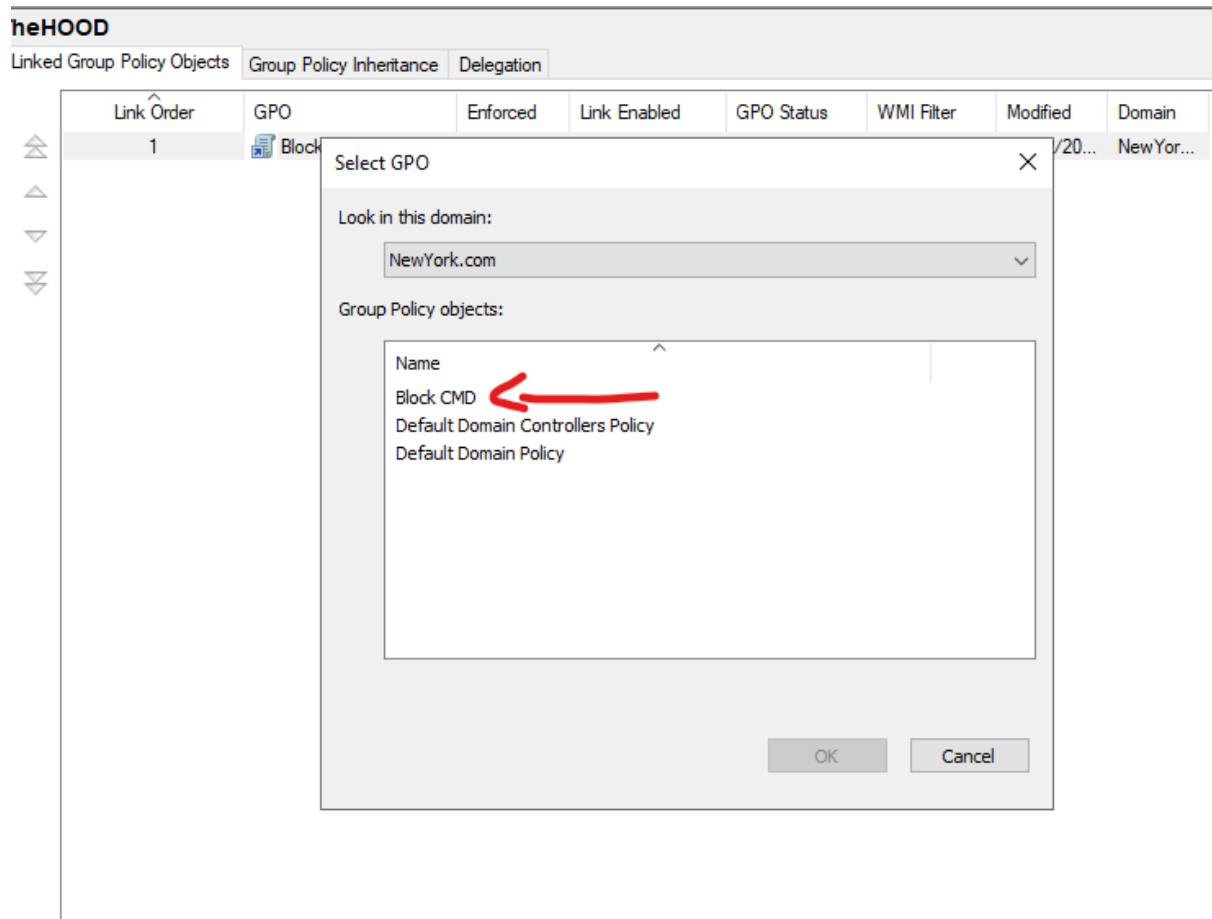 heHOOD
Linked Group Policy Objects Group Policy Inheritance Delegation
Link Order GPO Enforced Link Enabled GPO Status WMI Filter Modified Domain
1 Block /20... NewYor...
Select GPO
Look in this domain:
NewYork.com
Group Policy objects:
Name
Block CMD
Default Domain Controllers Policy
Default Domain Policy
OK Cancel